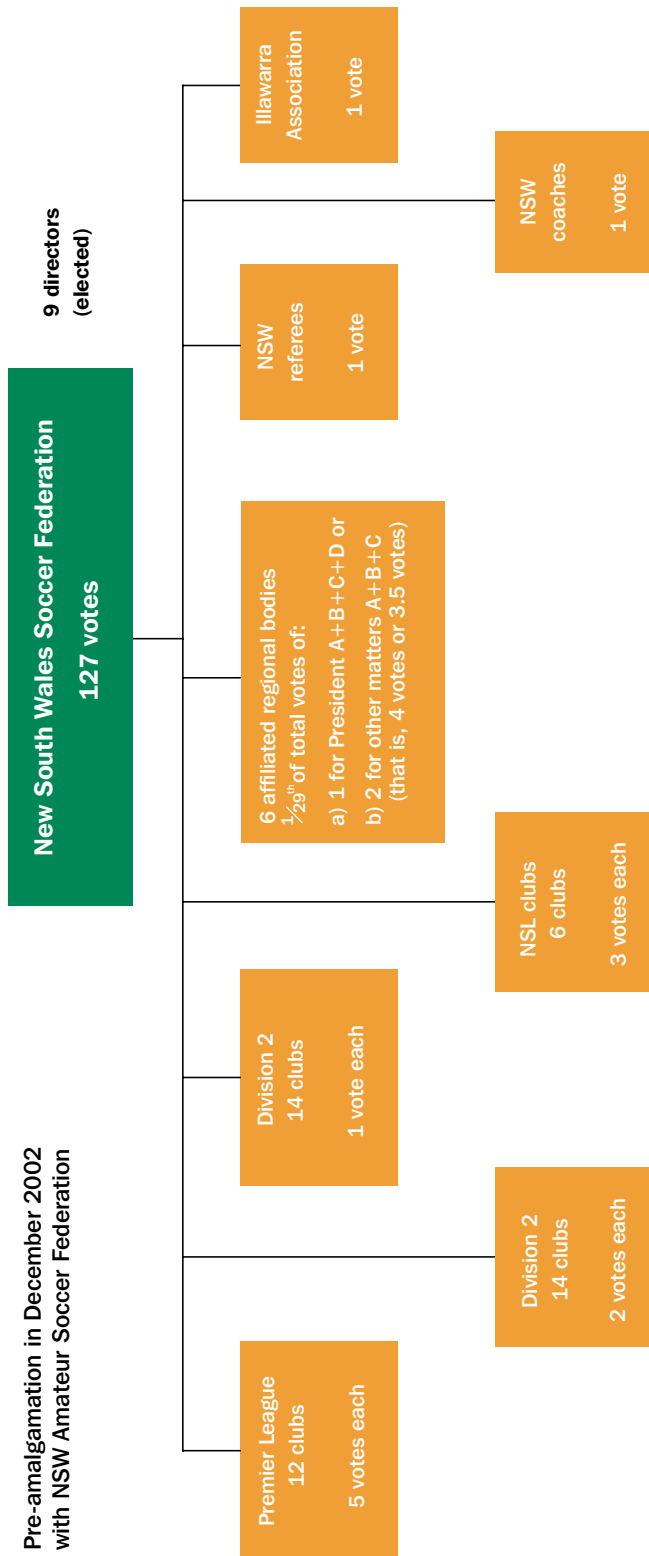 Pre-amalgamation in December 2002
with NSW Amateur Soccer Federation
New South Wales Soccer Federation
127 votes
9 directors
(elected)
Premier League
12 clubs
5 votes each
Division 2
14 clubs
2 votes each
Division 2
14 clubs
1 vote each
NSL clubs
6 clubs
3 votes each
6 affiliated regional bodies
1/29th of total votes of:
a) 1 for President A+B+C+D or
b) 2 for other matters A+B+C
(that is, 4 votes or 3.5 votes)
NSW
referees
1 vote
NSW
coaches
1 vote
Illawarra
Association
1 vote